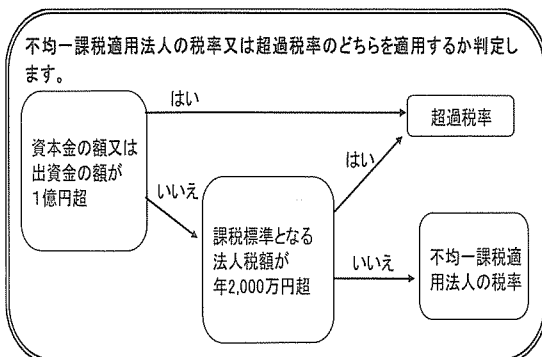 不均一課税適用法人の税率又は超過税率のどちらを適用するか判定し
ます。
はい
超過税率
資本金の額又は
出資金の額が
1億円超
はい
いいえ
課税標準となる
法人税額が
年2,000万円超
いいえ
不均一課税適
用法人の税率